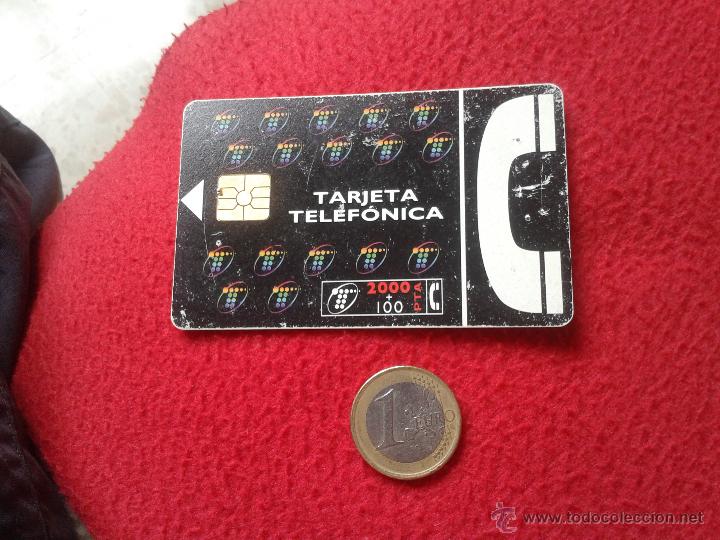 TARJETA
TELEFÓNICA
2000
+
100
PTA
1 EURO
www.todocoleccion.net